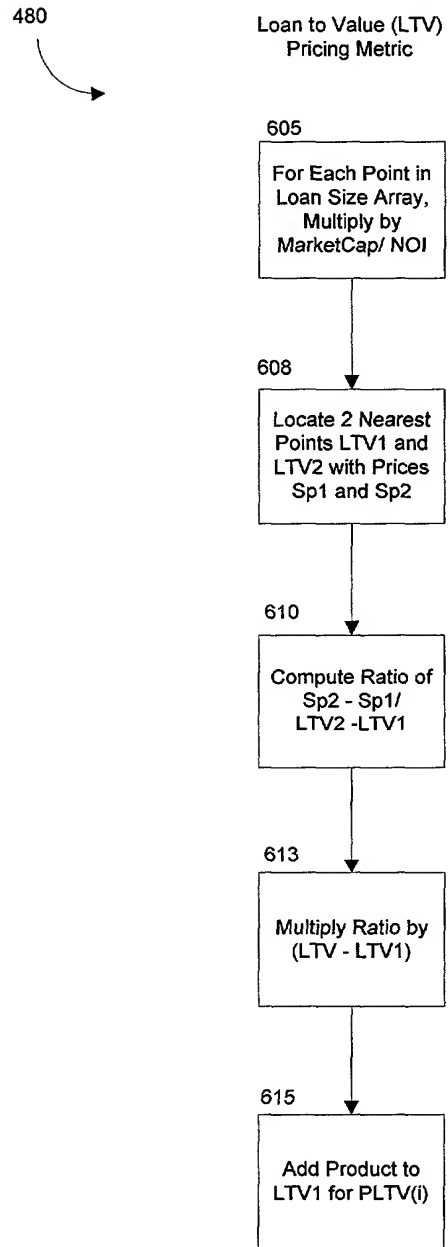 480
Loan to Value (LTV)
Pricing Metric
605
For Each Point in
Loan Size Array,
Multiply by
MarketCap/ NOI
608
Locate 2 Nearest
Points LTV1 and
LTV2 with Prices
Sp1 and Sp2
610
Compute Ratio of
Sp2 - Sp1/
LTV2 -LTV1
613
Multiply Ratio by
(LTV - LTV1)
615
Add Product to
LTV1 for PLTV(i)